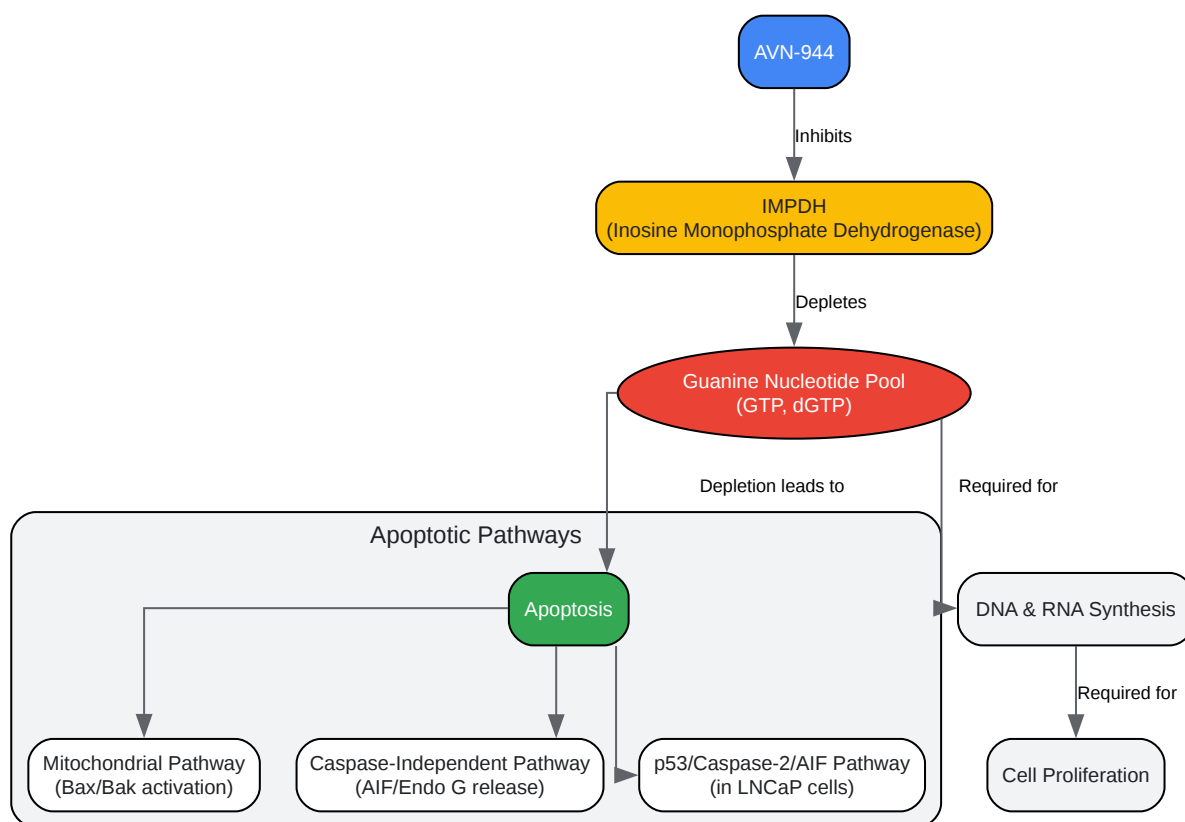 AVN-944
Inhibits
IMPDH
(Inosine Monophosphate Dehydrogenase)
Depletes
Guanine Nucleotide Pool
(GTP, dGTP)
Depletion leads to
Required for
Apoptotic Pathways
Apoptosis
DNA & RNA Synthesis
Required for
Mitochondrial Pathway
(Bax/Bak activation)
Caspase-Independent Pathway
(AIF/Endo G release)
p53/Caspase-2/AIF Pathway
(in LNCaP cells)
Cell Proliferation